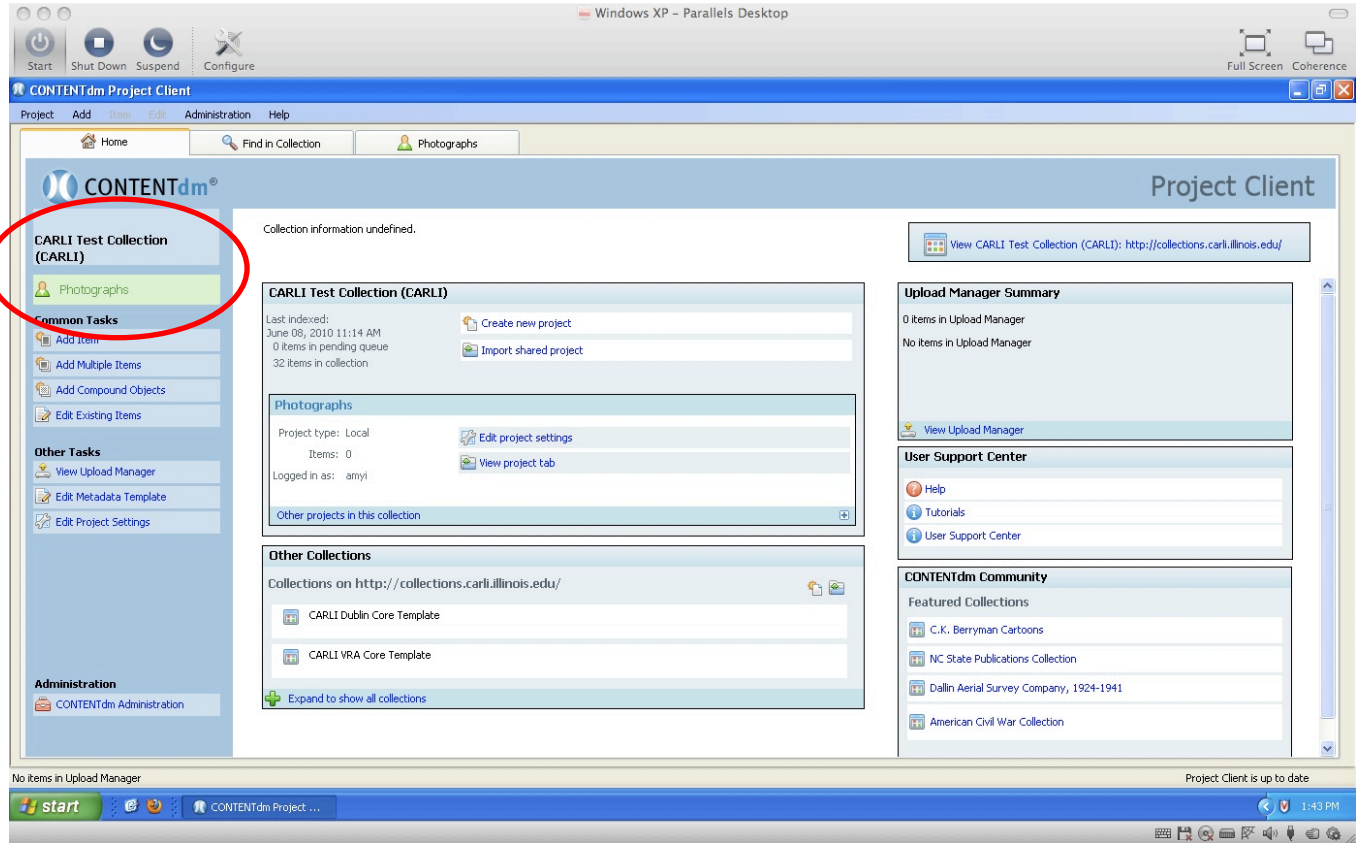 Windows XP – Parallels Desktop
Start Shut Down Suspend Configure
Full Screen Coherence
CONTENTdm Project Client
Project Add Item Edit Administration Help
Home Find in Collection Photographs
CONTENTdm®
Project Client
CARLI Test Collection
(CARLI)
Photographs
Common Tasks
Add Item
Add Multiple Items
Add Compound Objects
Edit Existing Items
Other Tasks
View Upload Manager
Edit Metadata Template
Edit Project Settings
Administration
CONTENTdm Administration
Collection information undefined.
View CARLI Test Collection (CARLI): http://collections.carli.illinois.edu/
CARLI Test Collection (CARLI)
Last indexed:
June 08, 2010 11:14 AM
0 items in pending queue
32 items in collection
Create new project
Import shared project
Photographs
Project type: Local
Items: 0
Logged in as: amyi
Edit project settings
View project tab
Other projects in this collection
Other Collections
Collections on http://collections.carli.illinois.edu/
CARLI Dublin Core Template
CARLI VRA Core Template
Expand to show all collections
Upload Manager Summary
0 items in Upload Manager
No items in Upload Manager
View Upload Manager
User Support Center
Help
Tutorials
User Support Center
CONTENTdm Community
Featured Collections
C.K. Berryman Cartoons
NC State Publications Collection
Dallin Aerial Survey Company, 1924-1941
American Civil War Collection
No items in Upload Manager
Project Client is up to date
start
CONTENTdm Project ...
1:43 PM